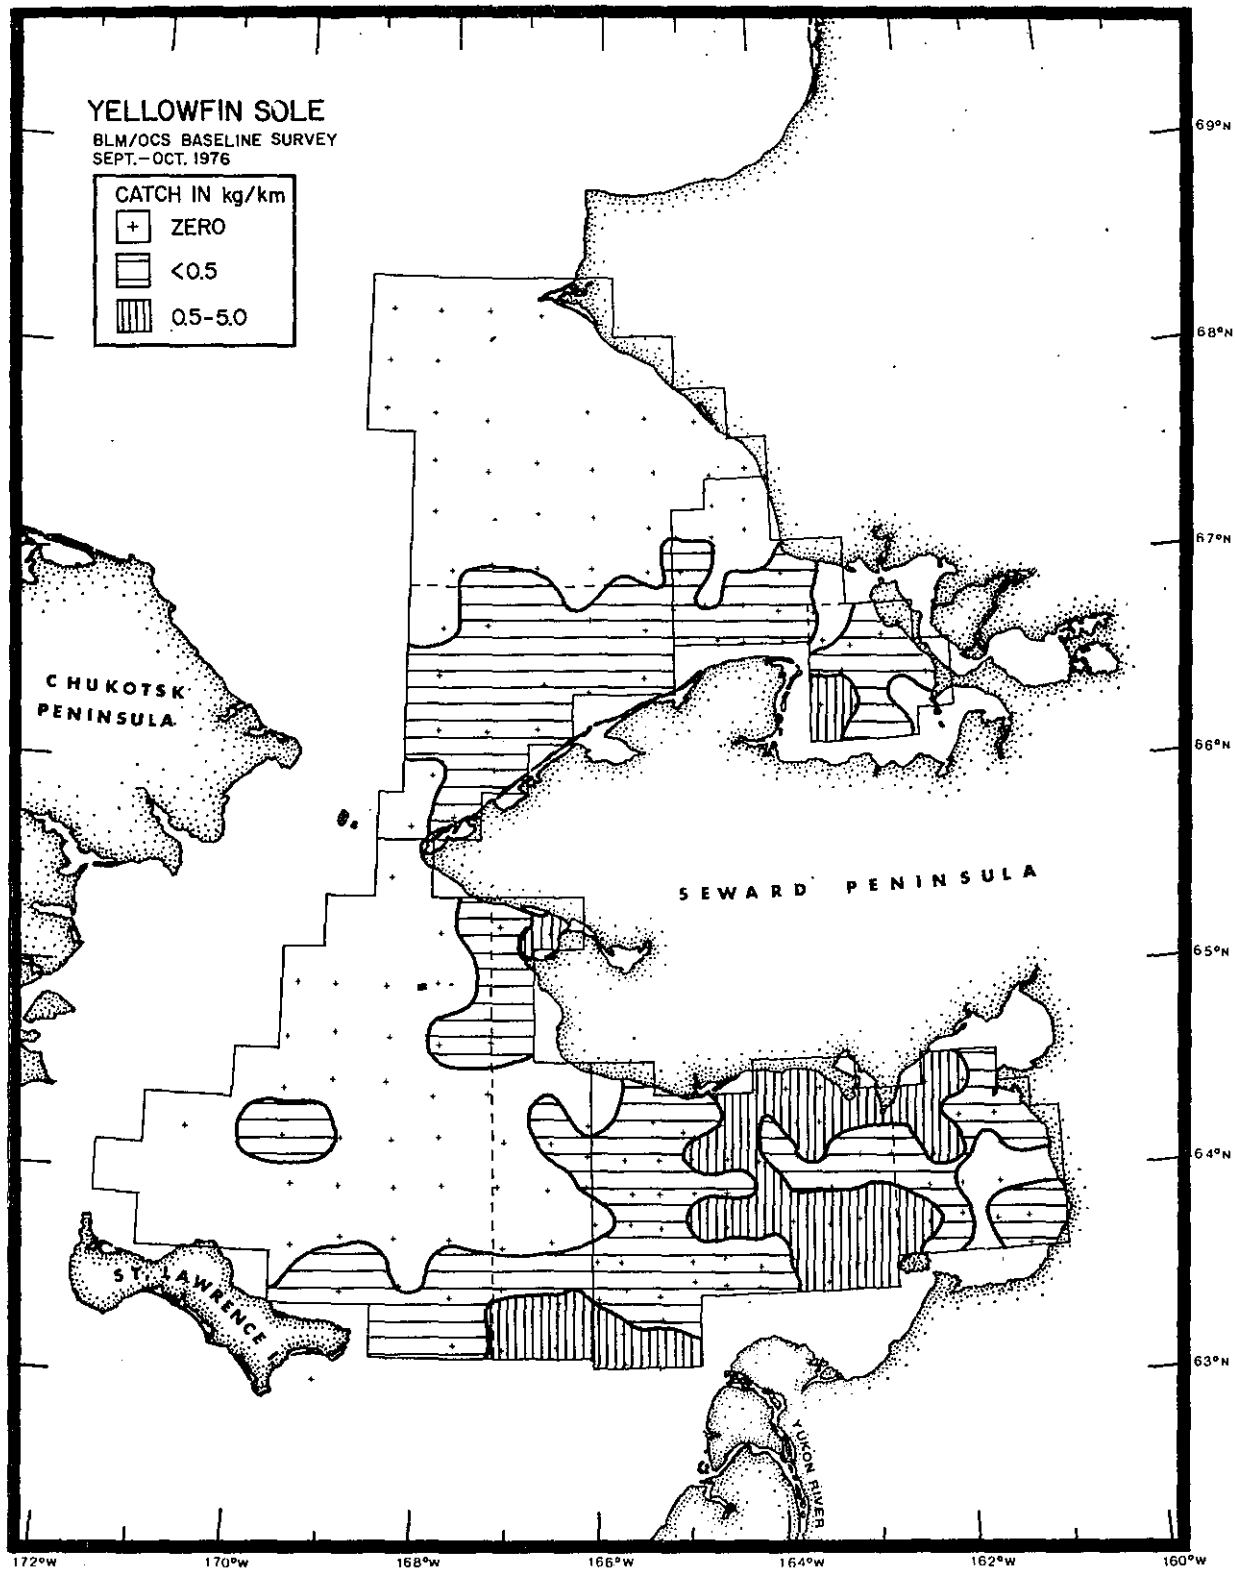 YELLOWFIN SOLE
BLM/OCS BASELINE SURVEY
SEPT.-OCT. 1976
CATCH IN kg/km
ZERO
<0.5
0.5-5.0
69°N
68°N
67°N
CHUKOTSK
PENINSULA
66°N
SEWARD PENINSULA
65°N
64°N
ST. LAWRENCE I.
63°N
YUKON RIVER
172°W
170°W
168°W
166°W
164°W
162°W
160°W